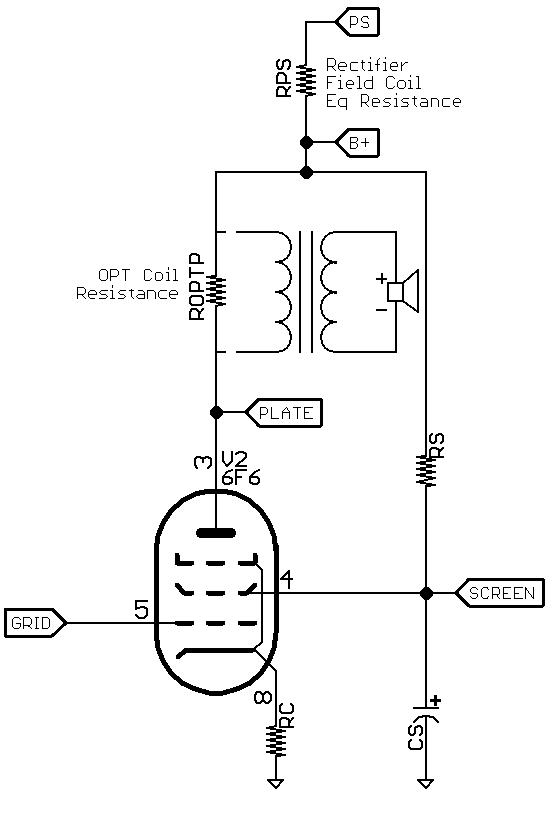 PS
RPS
Rectifier
Field Coil
Eq Resistance
B+
OPT Coil
Resistance
ROPTP
+
-
PLATE
3
V2
6F6
RS
4
SCREEN
5
GRID
8
RC
+
CS